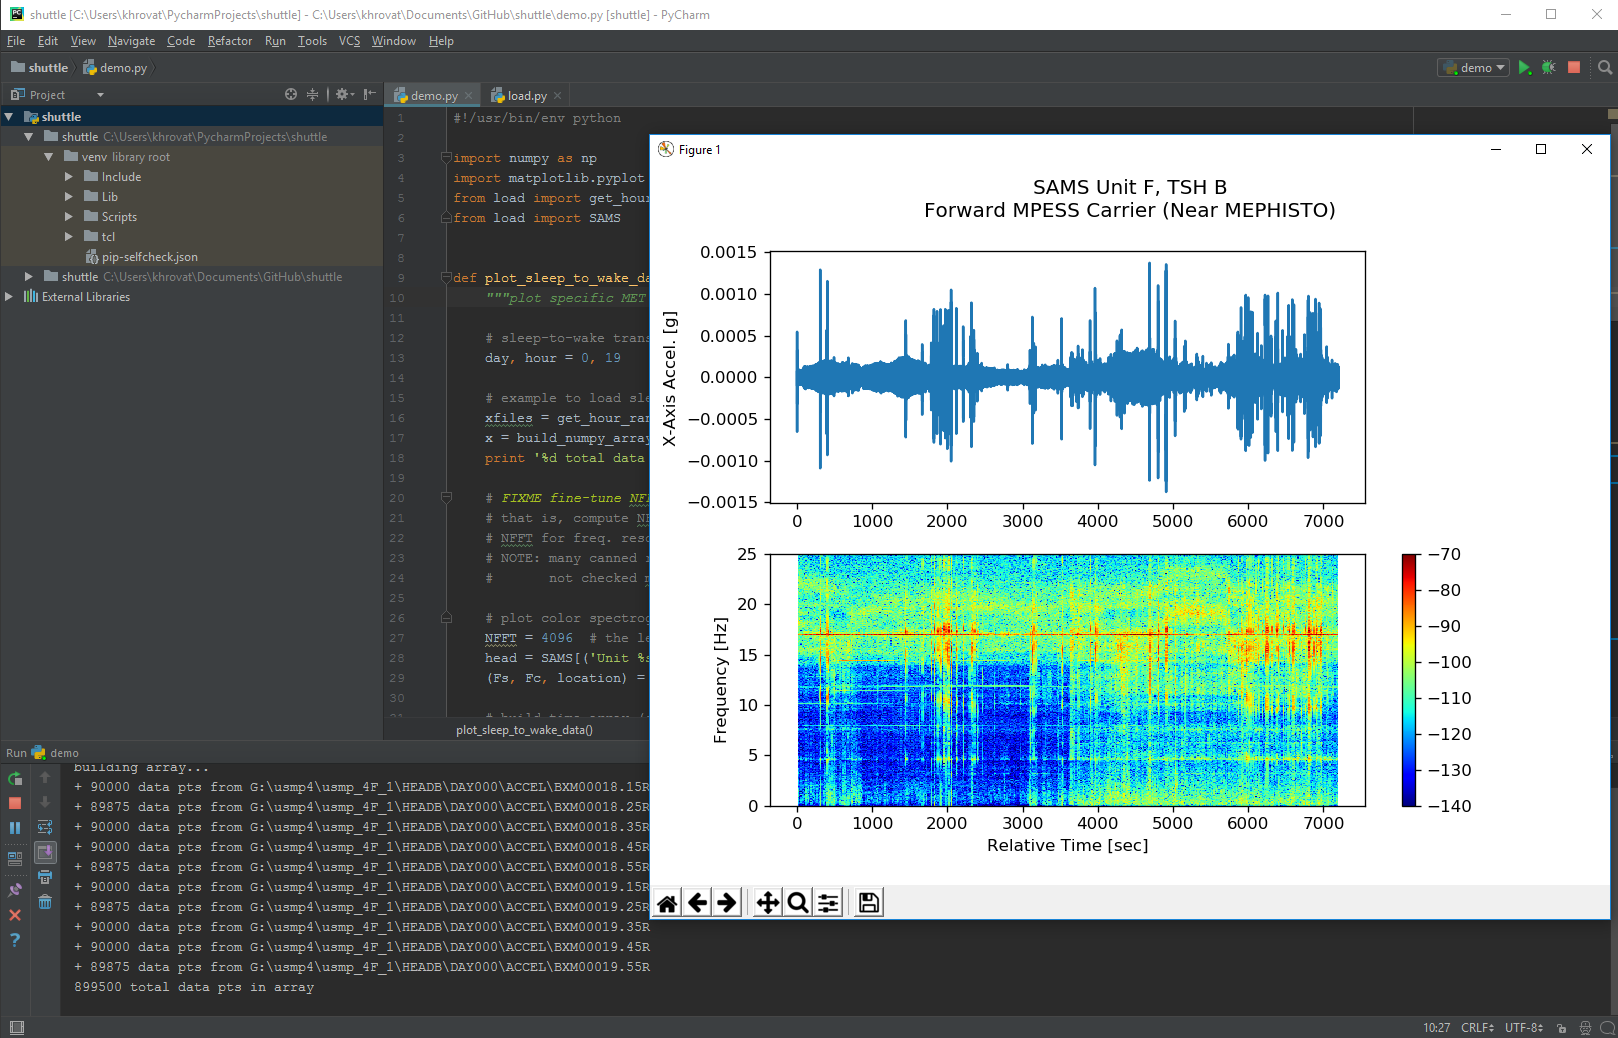 shuttle [C:\Users\khrovat\PycharmProjects\shuttle] - C:\Users\khrovat\Documents\GitHub\shuttle\demo.py [shuttle] - PyCharm
File Edit View Navigate Code Refactor Run Tools VCS Window Help
shuttle demo.py demo
Project
demo.py load.py
shuttle
shuttle C:\Users\khrovat\PycharmProjects\shuttle
venv library root
Include
Lib
Scripts
tcl
pip-selfcheck.json
shuttle C:\Users\khrovat\Documents\GitHub\shuttle
External Libraries
1 #!/usr/bin/env python
2
3 import numpy as np
4 import matplotlib.pyplot
5 from load import get_hour
6 from load import SAMS
7
8
9 def plot_sleep_to_wake_da
10 """plot specific MET
11
12 # sleep-to-wake trans
13 day, hour = 0, 19
14
15 # example to load sle
16 xfiles = get_hour_ran
17 x = build_numpy_array
18 print '%d total data
19
20 # FIXME fine-tune NFF
21 # that is, compute NF
22 # NFFT for freq. reso
23 # NOTE: many canned r
24 # not checked m
25
26 # plot color spectrog
27 NFFT = 4096 # the le
28 head = SAMS[('Unit %s
29 (Fs, Fc, location) =
30
plot_sleep_to_wake_data()
Figure 1
SAMS Unit F, TSH B
Forward MPESS Carrier (Near MEPHISTO)
X-Axis Accel. [g]
0.0015
0.0010
0.0005
0.0000
−0.0005
−0.0010
−0.0015
0 1000 2000 3000 4000 5000 6000 7000
Frequency [Hz]
25
20
15
10
5
0
0 1000 2000 3000 4000 5000 6000 7000
Relative Time [sec]
−70
−80
−90
−100
−110
−120
−130
−140
Run demo
building array...
+ 90000 data pts from G:\usmp4\usmp_4F_1\HEADB\DAY000\ACCEL\BXM00018.15R
+ 89875 data pts from G:\usmp4\usmp_4F_1\HEADB\DAY000\ACCEL\BXM00018.25R
+ 90000 data pts from G:\usmp4\usmp_4F_1\HEADB\DAY000\ACCEL\BXM00018.35R
+ 90000 data pts from G:\usmp4\usmp_4F_1\HEADB\DAY000\ACCEL\BXM00018.45R
+ 89875 data pts from G:\usmp4\usmp_4F_1\HEADB\DAY000\ACCEL\BXM00018.55R
+ 90000 data pts from G:\usmp4\usmp_4F_1\HEADB\DAY000\ACCEL\BXM00019.15R
+ 89875 data pts from G:\usmp4\usmp_4F_1\HEADB\DAY000\ACCEL\BXM00019.25R
+ 90000 data pts from G:\usmp4\usmp_4F_1\HEADB\DAY000\ACCEL\BXM00019.35R
+ 90000 data pts from G:\usmp4\usmp_4F_1\HEADB\DAY000\ACCEL\BXM00019.45R
+ 89875 data pts from G:\usmp4\usmp_4F_1\HEADB\DAY000\ACCEL\BXM00019.55R
899500 total data pts in array
10:27 CRLF UTF-8